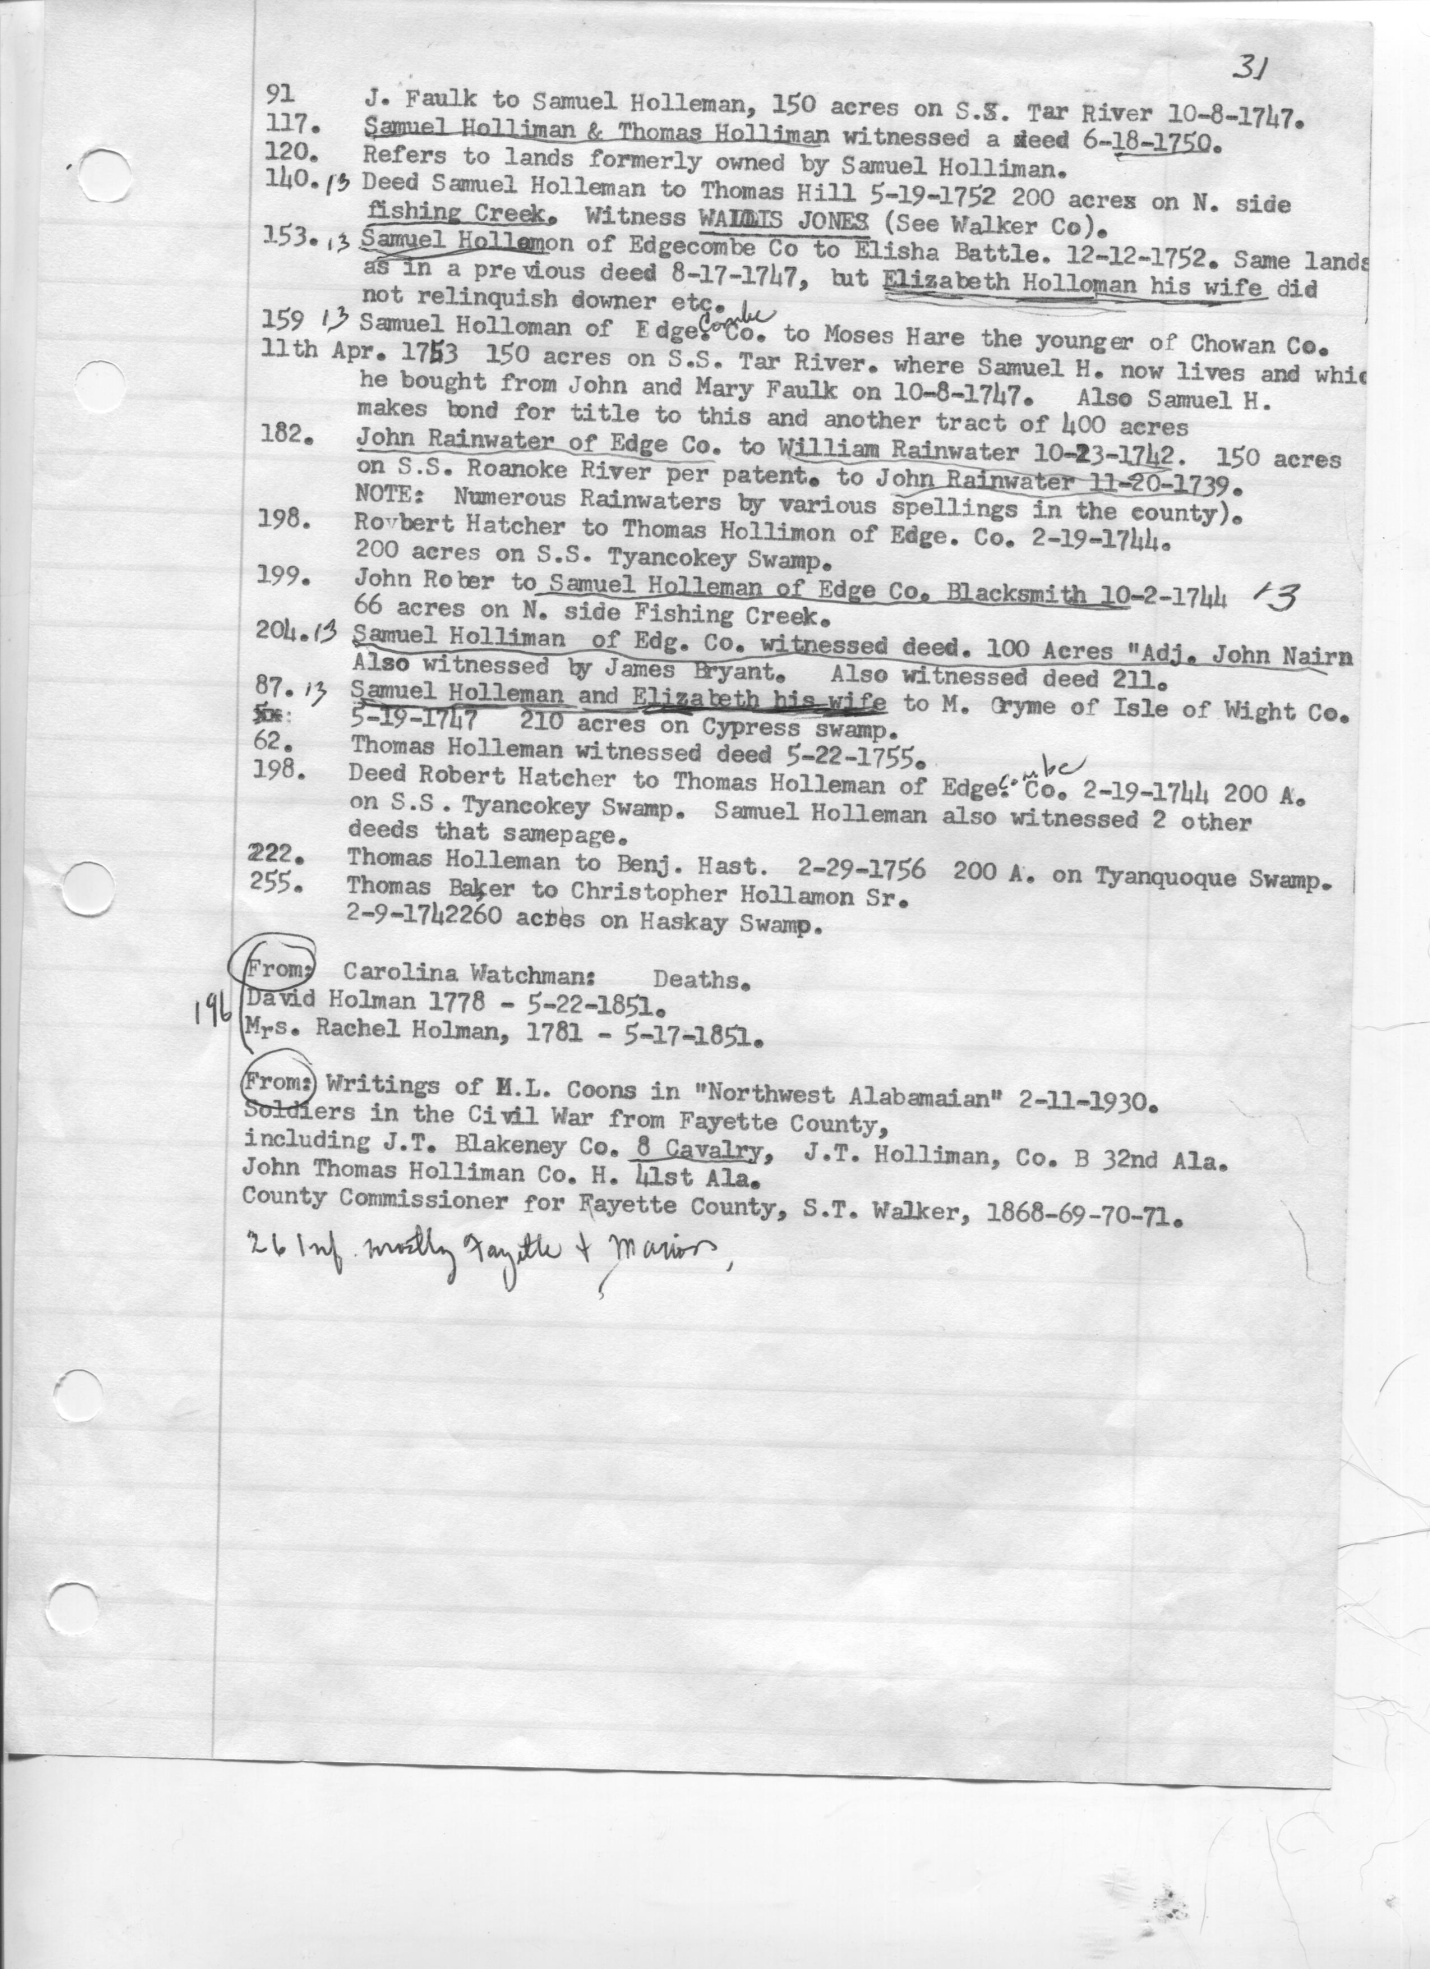 31
91 J. Faulk to Samuel Holleman, 150 acres on S.S. Tar River 10-8-1747.
117. Samuel Holliman & Thomas Holliman witnessed a deed 6-18-1750.
120. Refers to lands formerly owned by Samuel Holliman.
140. 13 Deed Samuel Holleman to Thomas Hill 5-19-1752 200 acres on N. side
fishing Creek. Witness WALLIS JONES (See Walker Co).
153. 13 Samuel Hollemon of Edgecombe Co to Elisha Battle. 12-12-1752. Same lands
as in a previous deed 8-17-1747, but Elizabeth Holloman his wife did
not relinquish downer etc.
159 13 Samuel Holloman of Edge.combe Co. to Moses Hare the younger of Chowan Co.
11th Apr. 1753 150 acres on S.S. Tar River. where Samuel H. now lives and whic
he bought from John and Mary Faulk on 10-8-1747. Also Samuel H.
makes bond for title to this and another tract of 400 acres
182. John Rainwater of Edge Co. to William Rainwater 10-23-1742. 150 acres
on S.S. Roanoke River per patent. to John Rainwater 11-20-1739.
NOTE: Numerous Rainwaters by various spellings in the county).
198. Rovbert Hatcher to Thomas Hollimon of Edge. Co. 2-19-1744.
200 acres on S.S. Tyancokey Swamp.
199. John Rober to Samuel Holleman of Edge Co. Blacksmith 10-2-1744 13
66 acres on N. side Fishing Creek.
204. 13 Samuel Holliman of Edg. Co. witnessed deed. 100 Acres "Adj. John Nairn
Also witnessed by James Bryant. Also witnessed deed 211.
87. 13 Samuel Holleman and Elizabeth his wife to M. Cryme of Isle of Wight Co.
5-19-1747 210 acres on Cypress swamp.
62. Thomas Holleman witnessed deed 5-22-1755.
198. Deed Robert Hatcher to Thomas Holleman of Edge.combe Co. 2-19-1744 200 A.
on S.S. Tyancokey Swamp. Samuel Holleman also witnessed 2 other
deeds that samepage.
222. Thomas Holleman to Benj. Hast. 2-29-1756 200 A. on Tyanquoque Swamp.
255. Thomas Baker to Christopher Hollamon Sr.
2-9-1742260 acres on Haskay Swamp.
From: Carolina Watchman: Deaths.
David Holman 1778 - 5-22-1851.
196 Mrs. Rachel Holman, 1781 - 5-17-1851.
From: Writings of M.L. Coons in "Northwest Alabamaian" 2-11-1930.
Soldiers in the Civil War from Fayette County,
including J.T. Blakeney Co. 8 Cavalry, J.T. Holliman, Co. B 32nd Ala.
John Thomas Holliman Co. H. 41st Ala.
County Commissioner for Fayette County, S.T. Walker, 1868-69-70-71.
26 Inf. mostly Fayette & Marion,